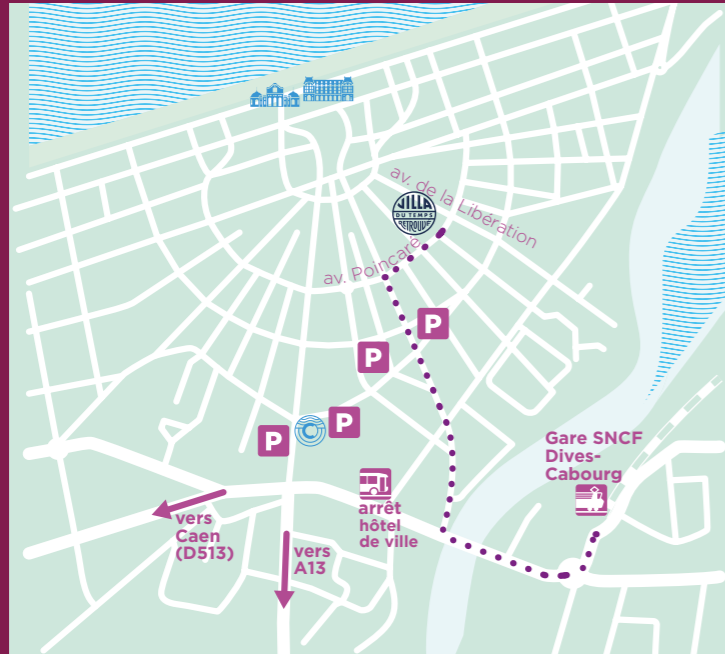 av. de la Libération
VILLA
DU TEMPS
RETROUVÉ
av. Poincaré
P
P
P
P
C
Gare SNCF
Dives-
Cabourg
arrêt
hôtel
de ville
vers
Caen
(D513)
vers
A13